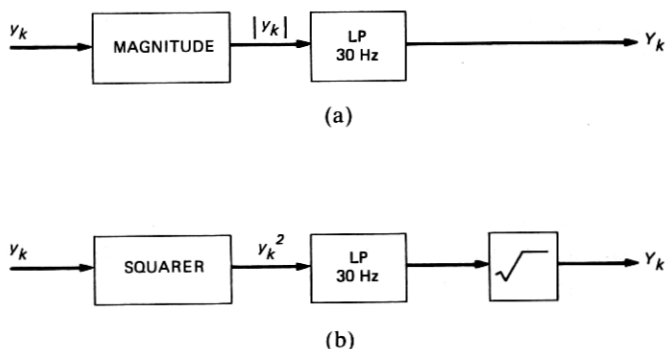 y_k MAGNITUDE |y_k| LP 30 Hz Y_k
(a)
y_k SQUARER y_k^2 LP 30 Hz √ Y_k
(b)